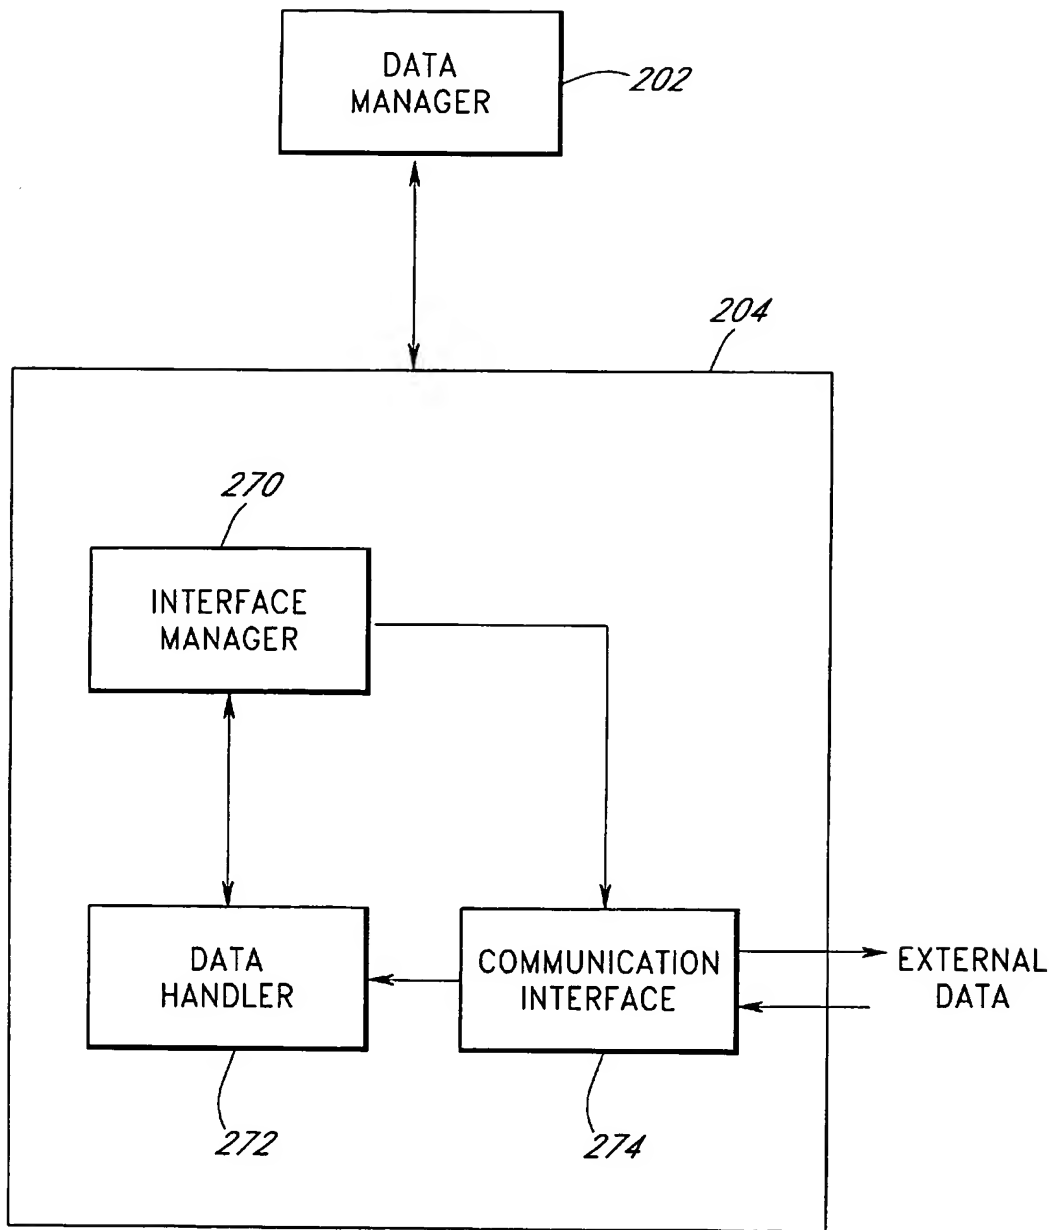 DATA
MANAGER
202
204
270
INTERFACE
MANAGER
DATA
HANDLER
COMMUNICATION
INTERFACE
EXTERNAL
DATA
272
274